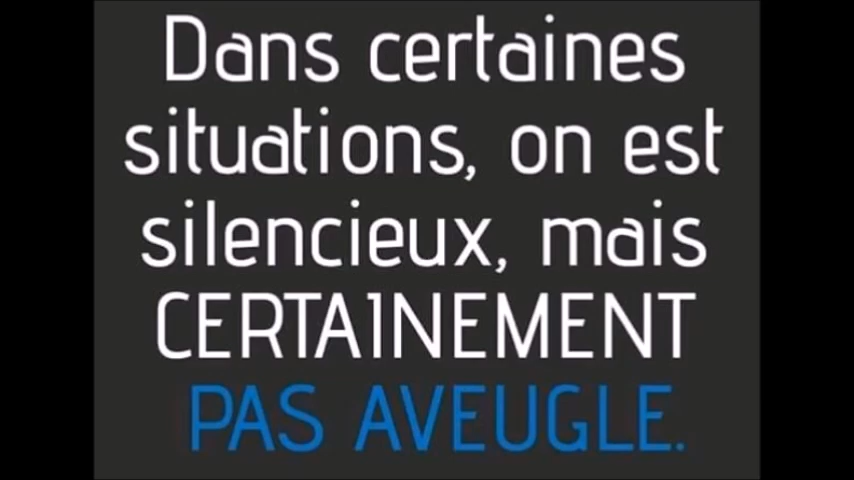 Dans certaines
situations, on est
silencieux, mais
CERTAINEMENT
PAS AVEUGLE.